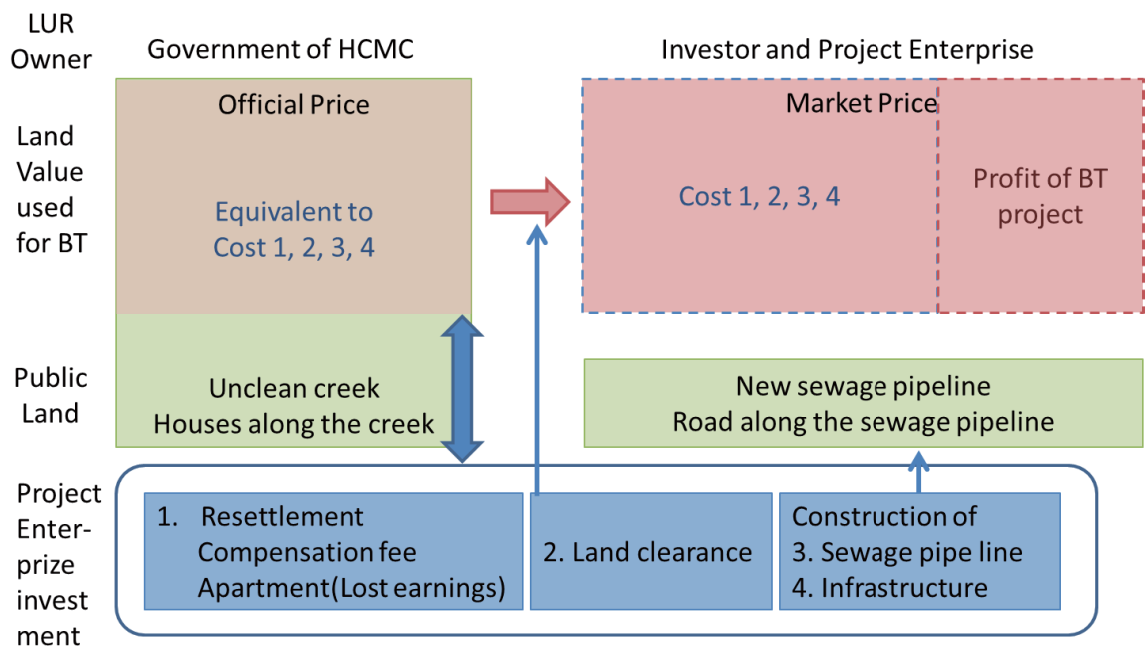 LUR
Owner
Government of HCMC
Investor and Project Enterprise
Land
Value
used
for BT
Official Price
Equivalent to
Cost 1, 2, 3, 4
Market Price
Cost 1, 2, 3, 4
Profit of BT
project
Public
Land
Unclean creek
Houses along the creek
New sewage pipeline
Road along the sewage pipeline
Project
Enter-
prize
invest
ment
1. Resettlement
Compensation fee
Apartment(Lost earnings)
2. Land clearance
Construction of
3. Sewage pipe line
4. Infrastructure